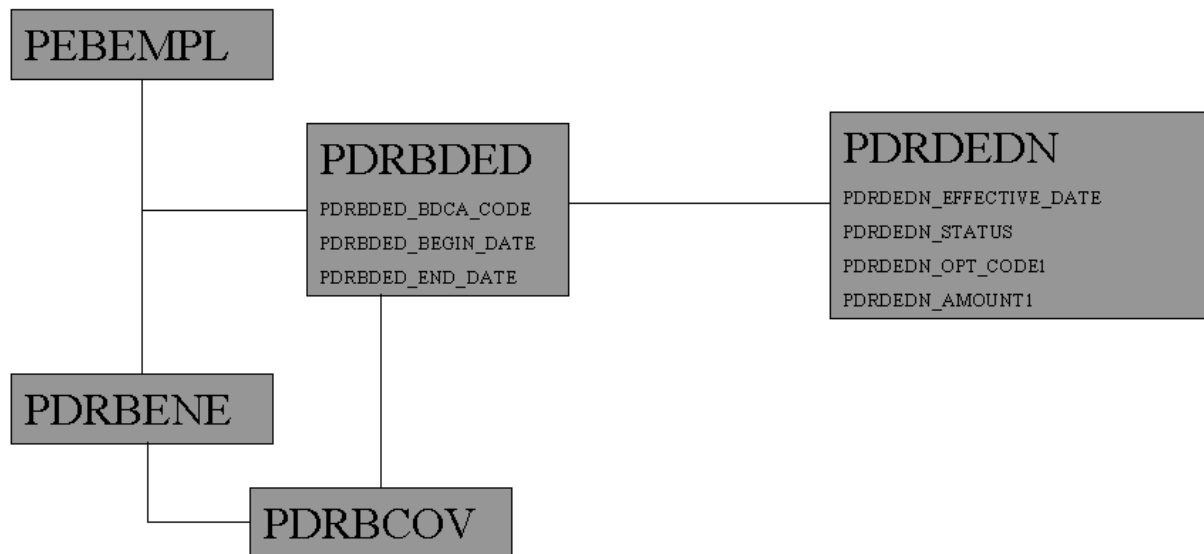 PEBEMPL
PDRBDED
PDRBDED_BDCA_CODE
PDRBDED_BEGIN_DATE
PDRBDED_END_DATE
PDRDEDN
PDRDEDN_EFFECTIVE_DATE
PDRDEDN_STATUS
PDRDEDN_OPT_CODE1
PDRDEDN_AMOUNT1
PDRBENE
PDRBCOV